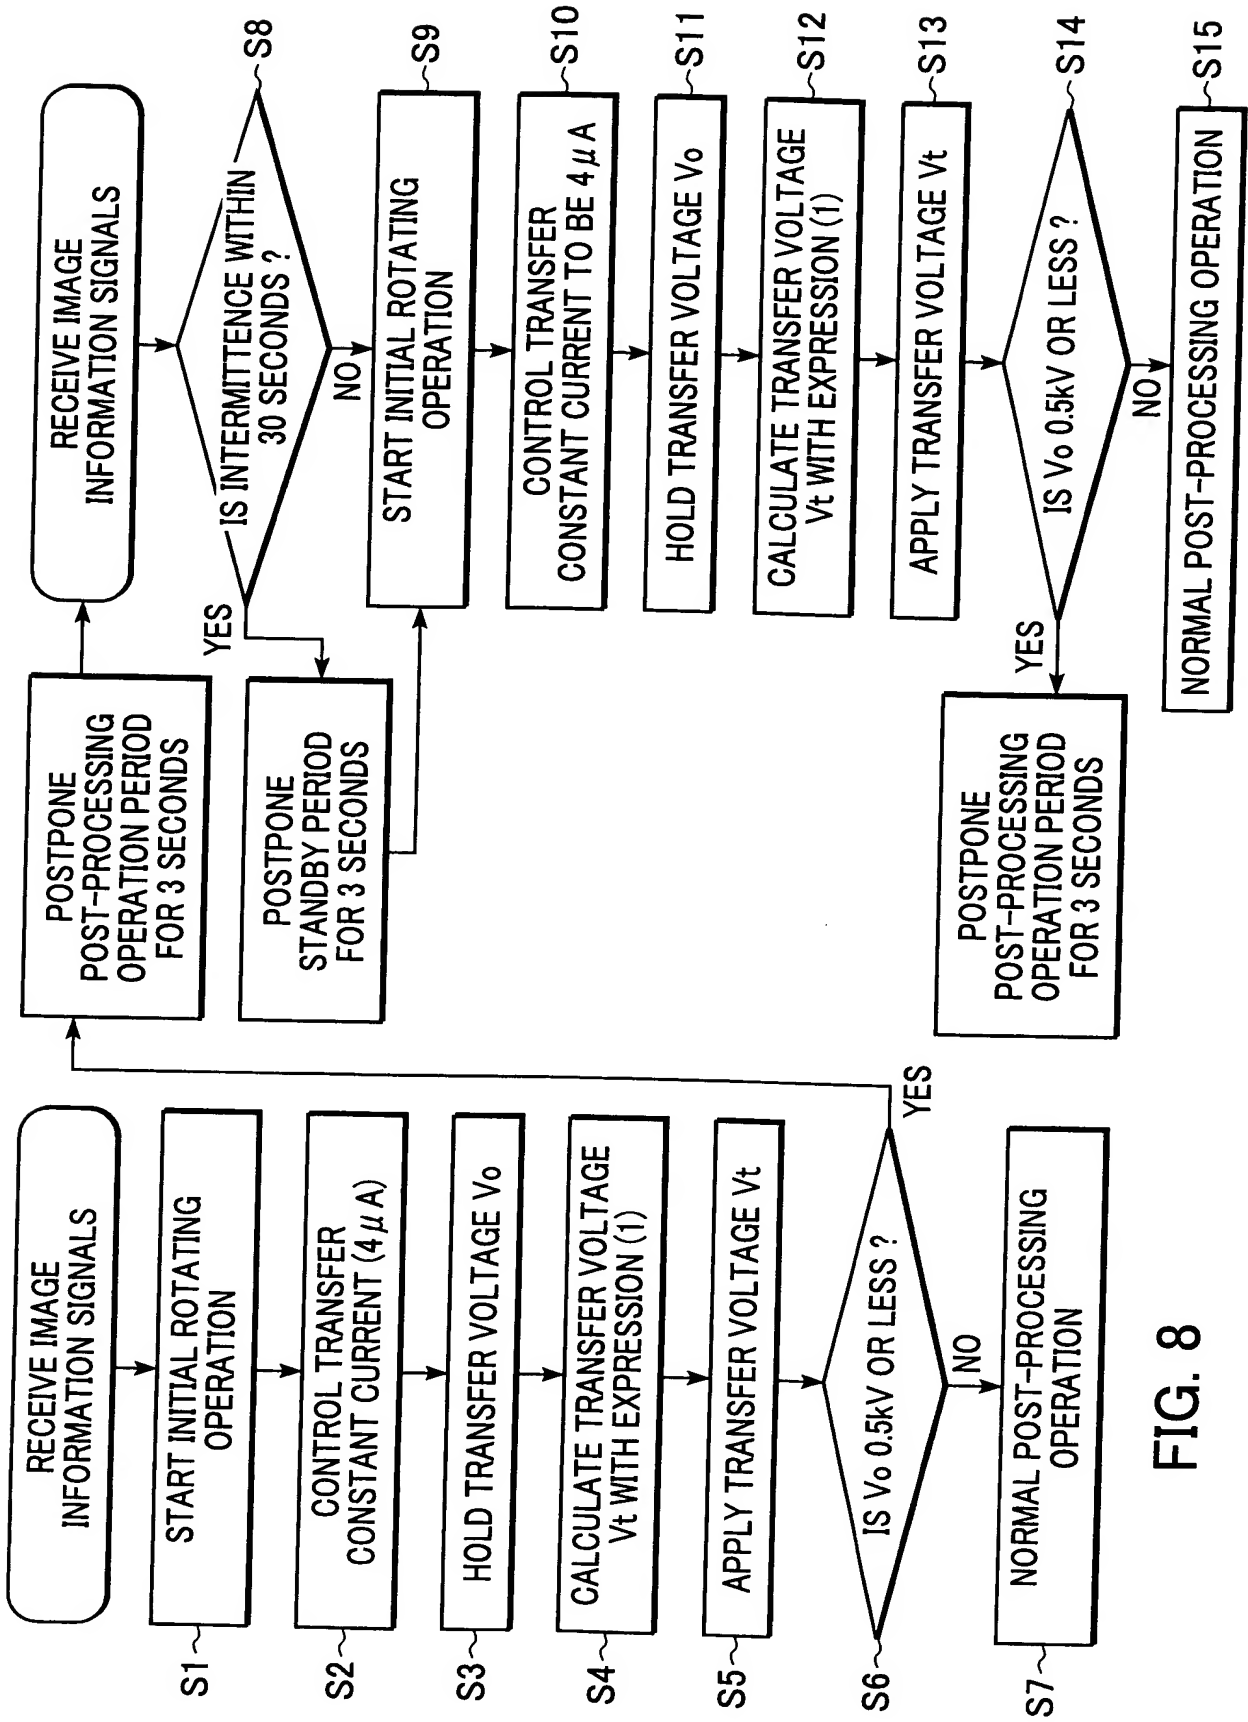 RECEIVE IMAGE
INFORMATION SIGNALS
S1
START INITIAL ROTATING
OPERATION
S2
CONTROL TRANSFER
CONSTANT CURRENT (4μA)
S3
HOLD TRANSFER VOLTAGE Vo
S4
CALCULATE TRANSFER VOLTAGE
Vt WITH EXPRESSION (1)
S5
APPLY TRANSFER VOLTAGE Vt
S6
IS Vo 0.5kV OR LESS ?
YES
NO
S7
NORMAL POST-PROCESSING
OPERATION
POSTPONE
POST-PROCESSING
OPERATION PERIOD
FOR 3 SECONDS
RECEIVE IMAGE
INFORMATION SIGNALS
S8
IS INTERMITTENCE WITHIN
30 SECONDS ?
YES
NO
POSTPONE
STANDBY PERIOD
FOR 3 SECONDS
S9
START INITIAL ROTATING
OPERATION
S10
CONTROL TRANSFER
CONSTANT CURRENT TO BE 4μA
S11
HOLD TRANSFER VOLTAGE Vo
S12
CALCULATE TRANSFER VOLTAGE
Vt WITH EXPRESSION (1)
S13
APPLY TRANSFER VOLTAGE Vt
S14
IS Vo 0.5kV OR LESS ?
YES
NO
POSTPONE
POST-PROCESSING
OPERATION PERIOD
FOR 3 SECONDS
S15
NORMAL POST-PROCESSING OPERATION
FIG. 8